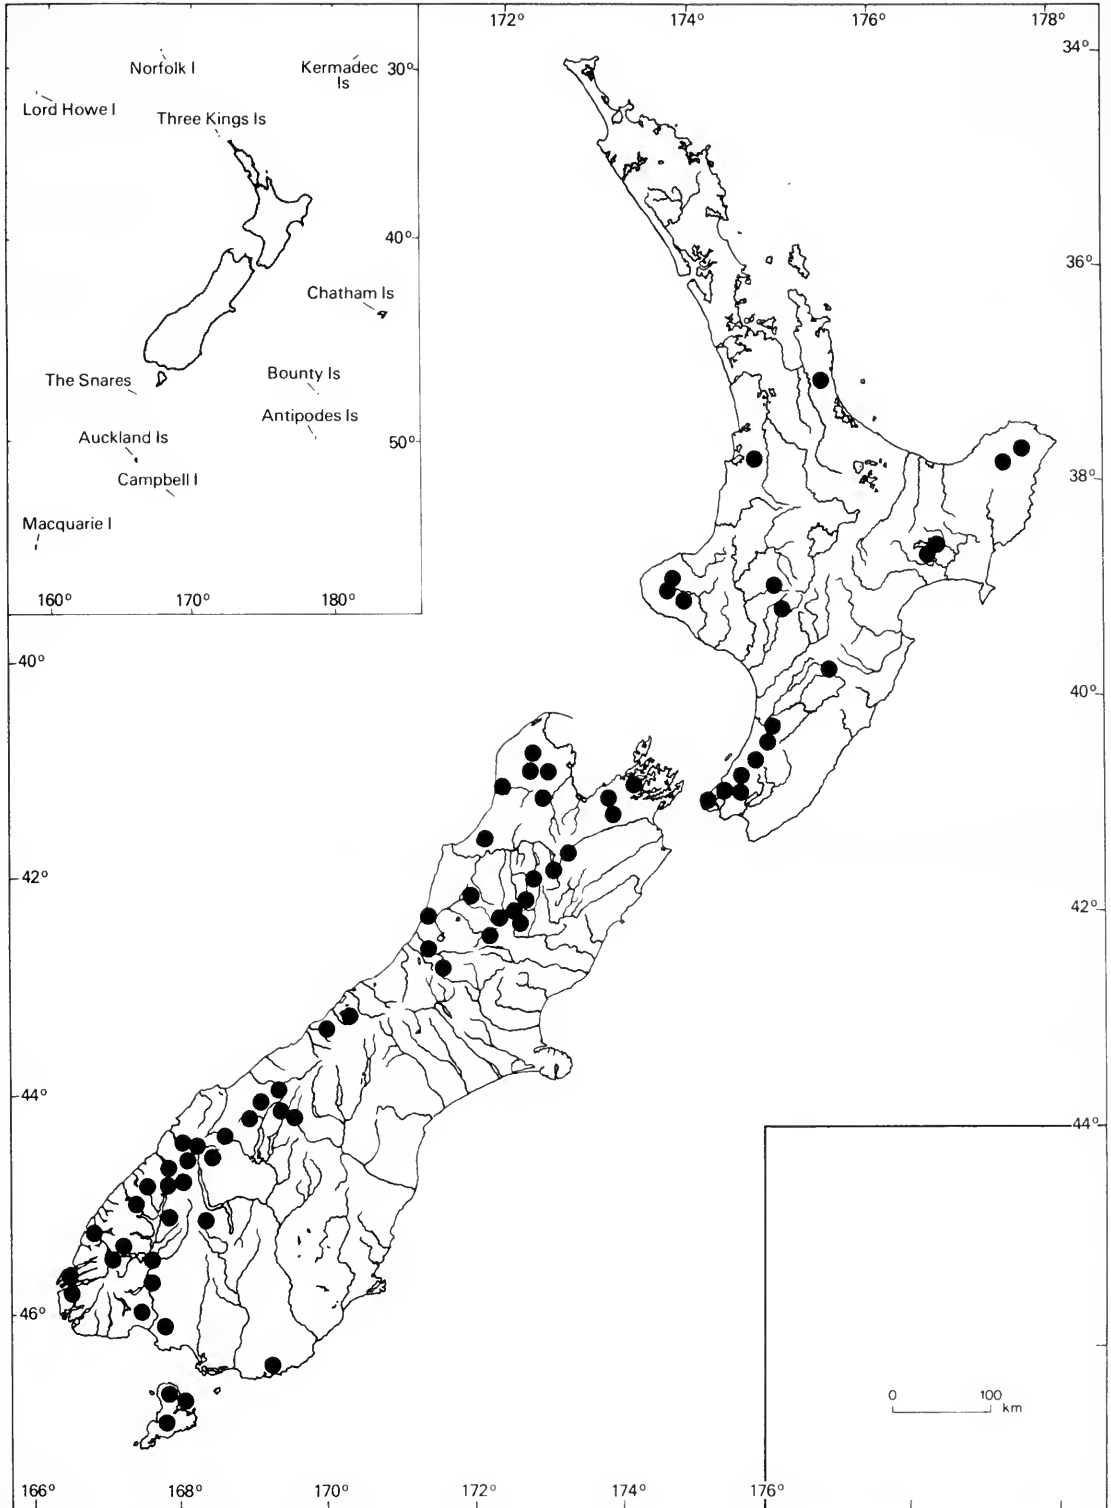 172° 174° 176° 178°
34°
Norfolk I
Kermadec 30°
Is
Lord Howe I
Three Kings Is
40°
36°
Chatham Is
The Snares
Bounty Is
Antipodes Is
Auckland Is
50°
Campbell I
38°
Macquarie I
160° 170° 180°
40°
40°
42°
42°
44°
44°
46°
0 100
km
166° 168° 170° 172° 174° 176°